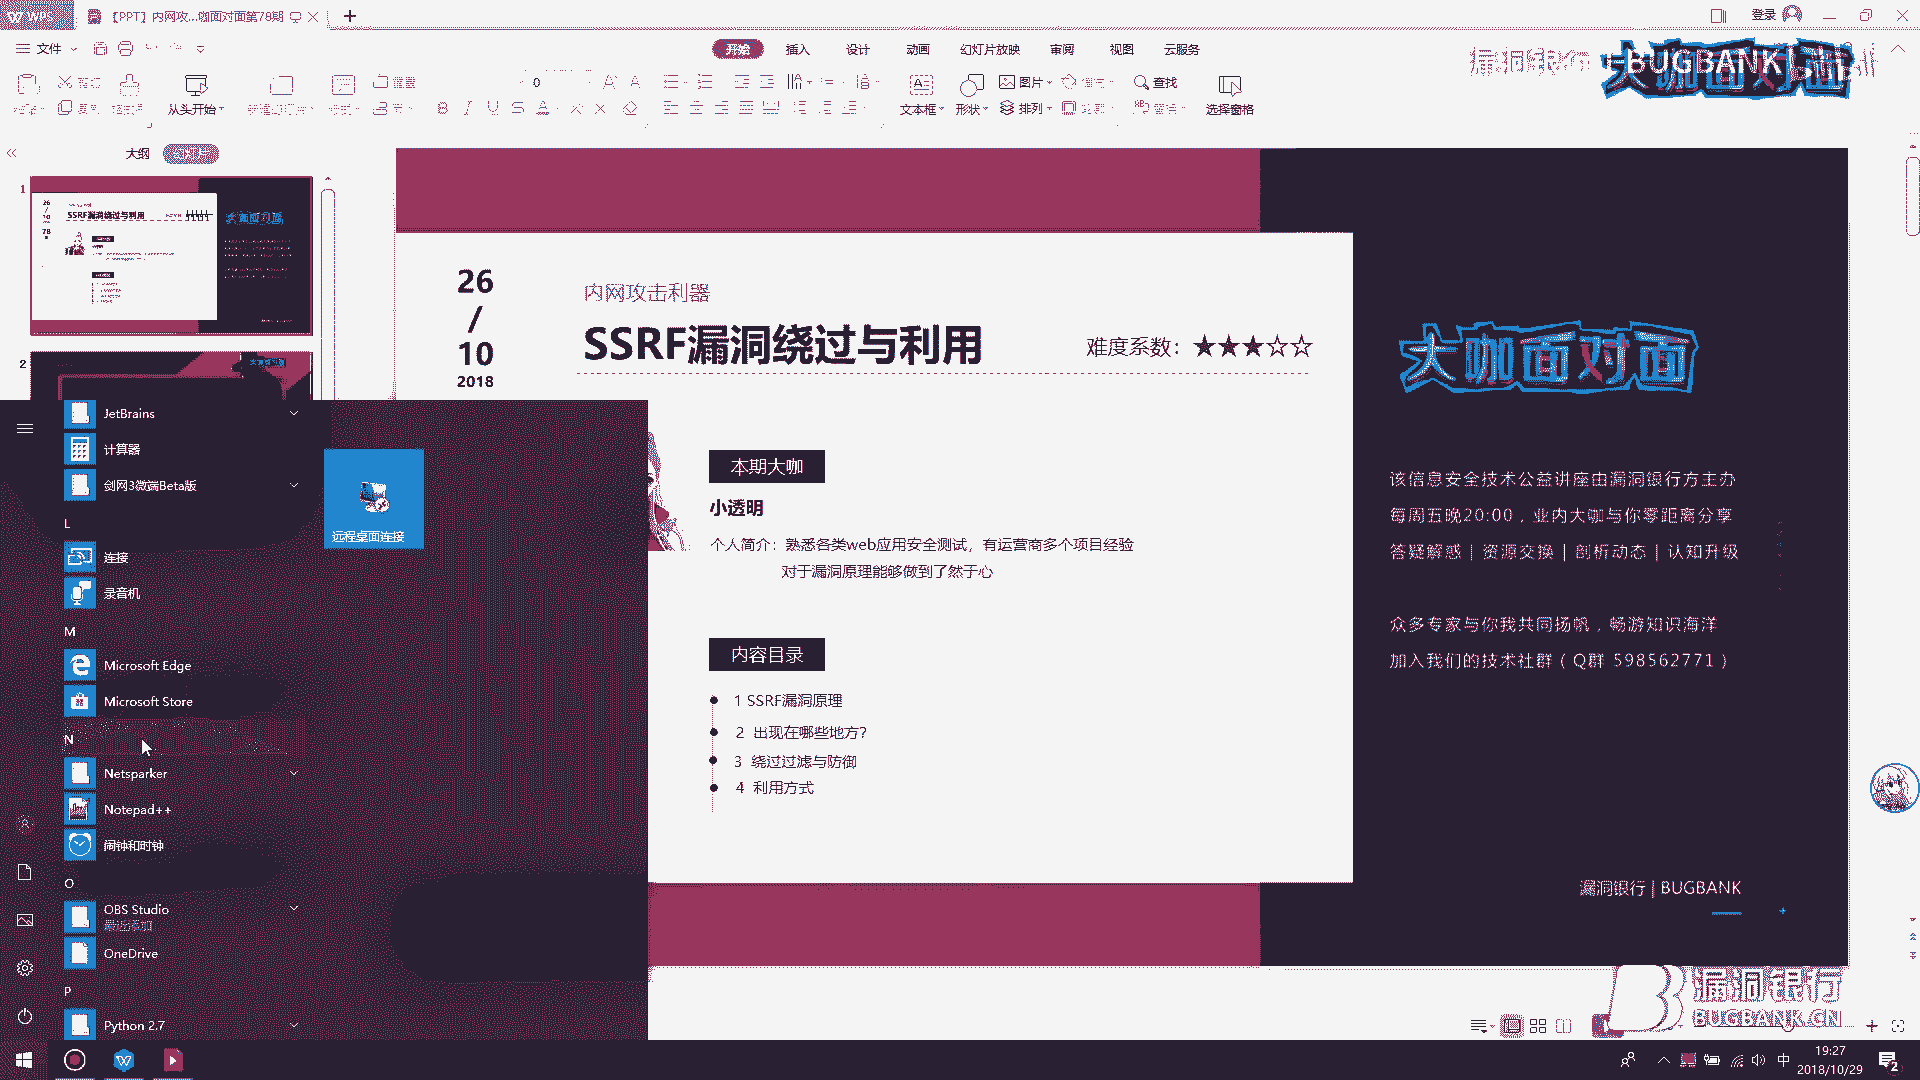 WPS
【PPT】内网攻...咖面对面第78期
登录
文件
开始
插入
设计
动画
幻灯片放映
审阅
视图
云服务
漏洞银行
大咖面对面
BUGBANK
从头开始
0
文本框
形状
图片
排列
查找
选择窗格
大纲
1
SSRF漏洞绕过与利用
2
26
/
10
2018
内网攻击利器
SSRF漏洞绕过与利用
难度系数：★★★☆☆
本期大咖
小透明
个人简介：熟悉各类web应用安全测试，有运营商多个项目经验
对于漏洞原理能够做到了然于心
内容目录
1 SSRF漏洞原理
2 出现在哪些地方？
3 绕过过滤与防御
4 利用方式
大咖面对面
该信息安全技术公益讲座由漏洞银行方主办
每周五晚20:00，业内大咖与你零距离分享
答疑解惑 | 资源交换 | 剖析动态 | 认知升级
众多专家与你我共同扬帆，畅游知识海洋
加入我们的技术社群（Q群 598562771）
漏洞银行 | BUGBANK
JetBrains
计算器
剑网3微端Beta版
L
连接
录音机
M
Microsoft Edge
Microsoft Store
N
Netsparker
Notepad++
闹钟和时钟
O
OBS Studio
最近添加
OneDrive
P
Python 2.7
远程桌面连接
漏洞银行
BUGBANK.CN
中
19:27
2018/10/29
2